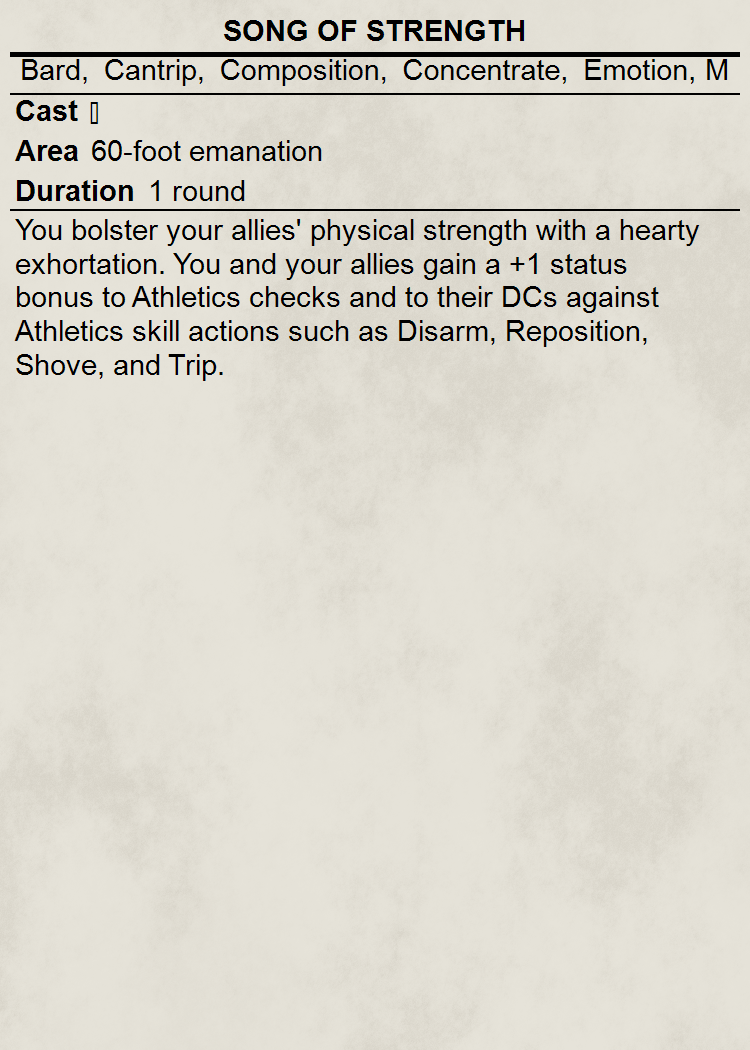 SONG OF STRENGTH
Bard, Cantrip, Composition, Concentrate, Emotion, M
Cast ▯
Area 60-foot emanation
Duration 1 round
You bolster your allies' physical strength with a hearty
exhortation. You and your allies gain a +1 status
bonus to Athletics checks and to their DCs against
Athletics skill actions such as Disarm, Reposition,
Shove, and Trip.